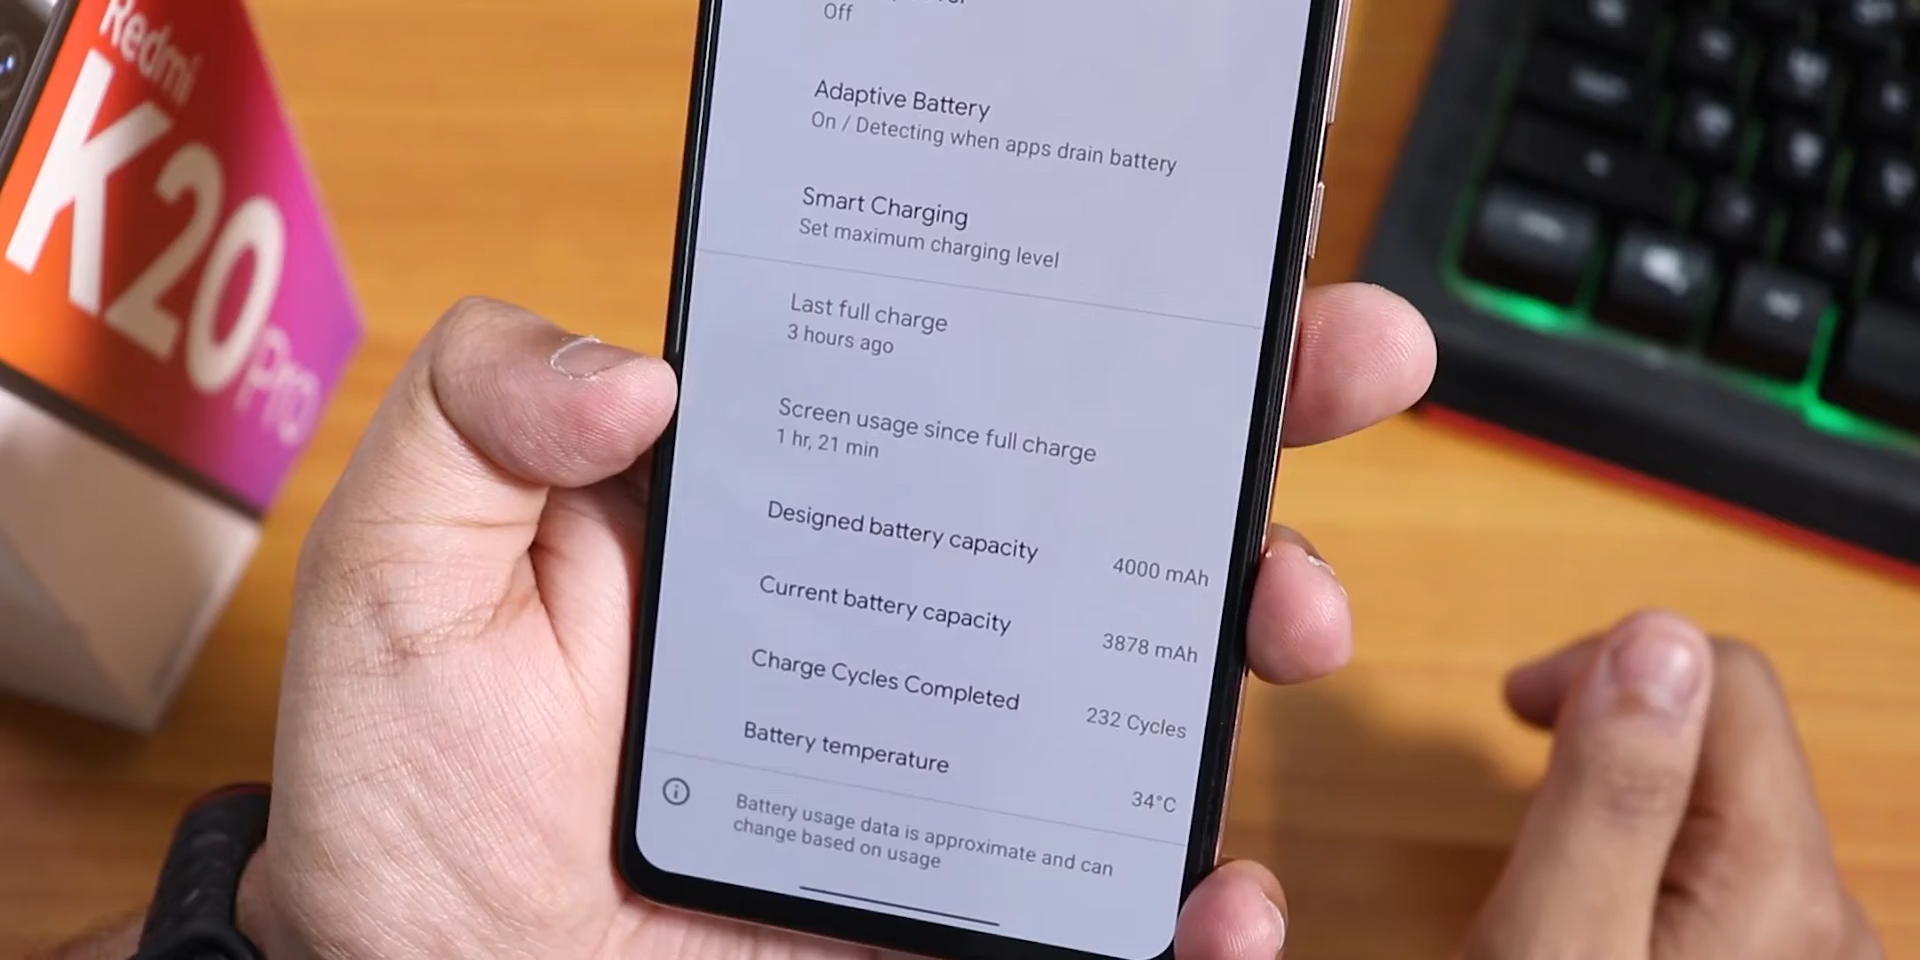 Redmi
K20
Pro
Off
Adaptive Battery
On / Detecting when apps drain battery
Smart Charging
Set maximum charging level
Last full charge
3 hours ago
Screen usage since full charge
1 hr, 21 min
Designed battery capacity
4000 mAh
Current battery capacity
3878 mAh
Charge Cycles Completed
232 Cycles
Battery temperature
34°C
Battery usage data is approximate and can
change based on usage